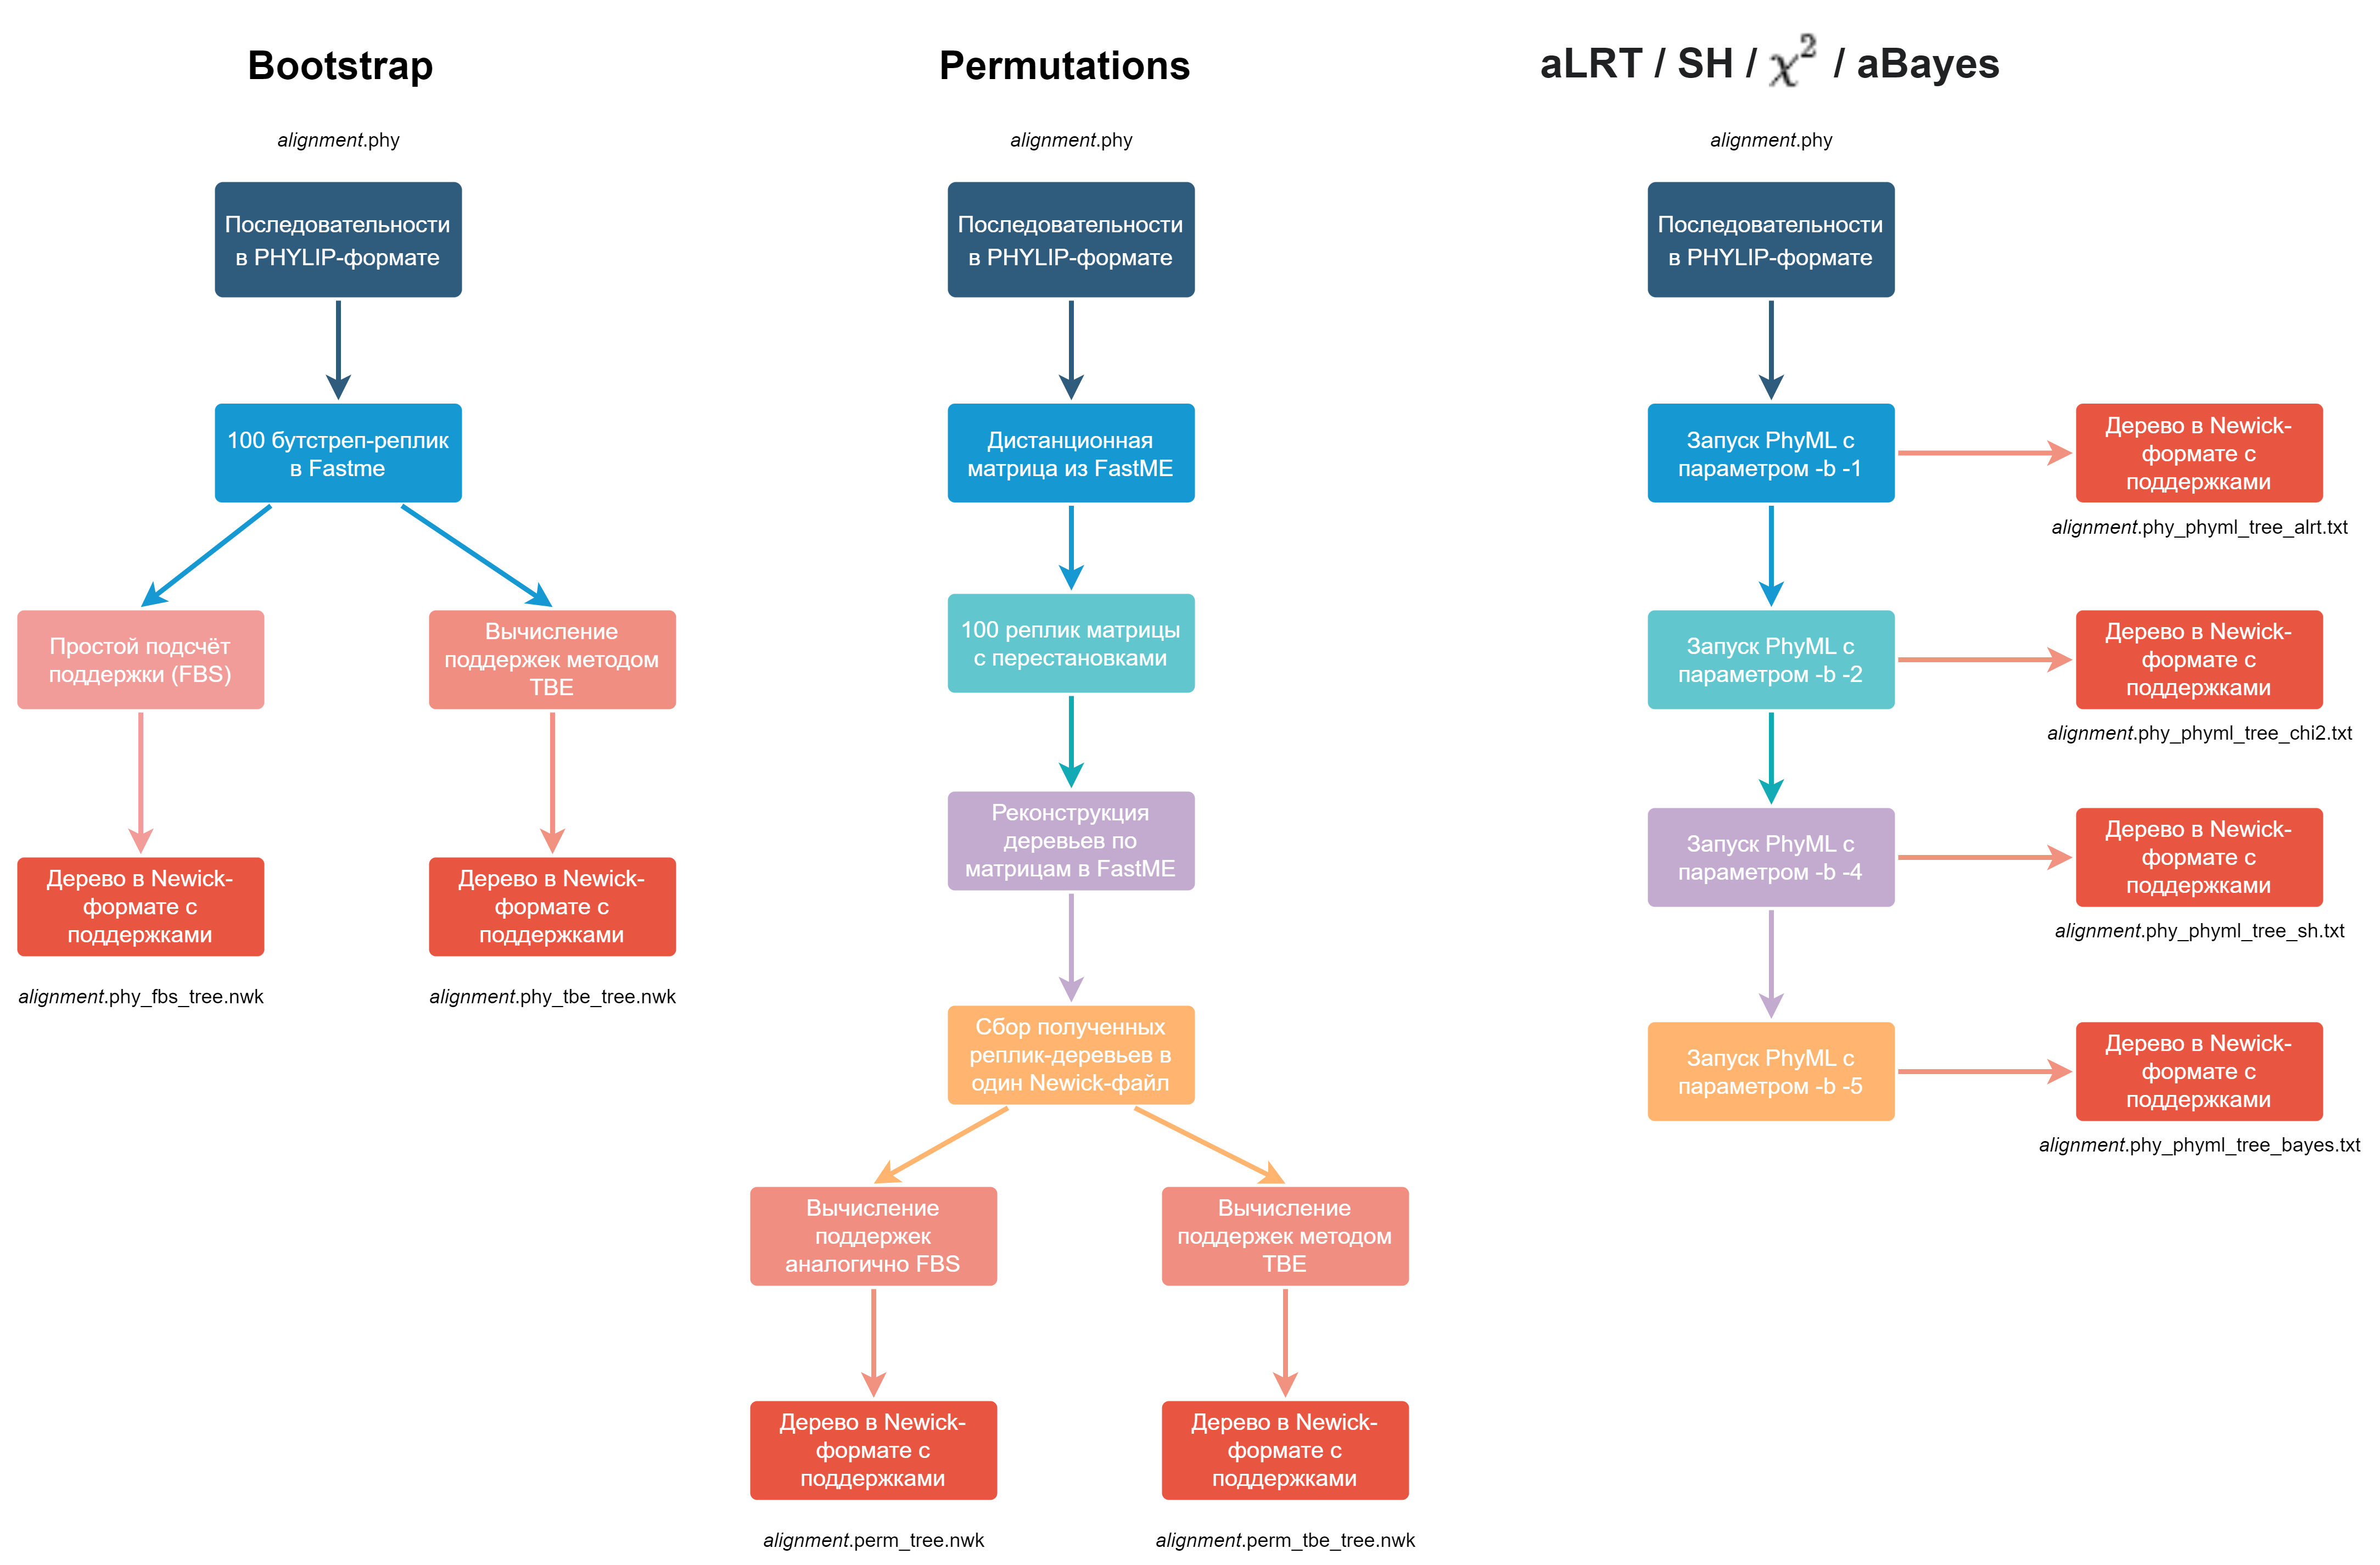 Bootstrap
alignment.phy
Последовательности
в PHYLIP-формате
100 бутстреп-реплик
в Fastme
Простой подсчёт
поддержки (FBS)
Вычисление
поддержек методом
TBE
Дерево в Newick-
формате с
поддержками
alignment.phy_fbs_tree.nwk
Дерево в Newick-
формате с
поддержками
alignment.phy_tbe_tree.nwk
Permutations
alignment.phy
Последовательности
в PHYLIP-формате
Дистанционная
матрица из FastME
100 реплик матрицы
с перестановками
Реконструкция
деревьев по
матрицам в FastME
Сбор полученных
реплик-деревьев в
один Newick-файл
Вычисление
поддержек
аналогично FBS
Вычисление
поддержек методом
TBE
Дерево в Newick-
формате с
поддержками
alignment.perm_tree.nwk
Дерево в Newick-
формате с
поддержками
alignment.perm_tbe_tree.nwk
aLRT / SH / χ² / aBayes
alignment.phy
Последовательности
в PHYLIP-формате
Запуск PhyML с
параметром -b -1
Дерево в Newick-
формате с
поддержками
alignment.phy_phyml_tree_alrt.txt
Запуск PhyML с
параметром -b -2
Дерево в Newick-
формате с
поддержками
alignment.phy_phyml_tree_chi2.txt
Запуск PhyML с
параметром -b -4
Дерево в Newick-
формате с
поддержками
alignment.phy_phyml_tree_sh.txt
Запуск PhyML с
параметром -b -5
Дерево в Newick-
формате с
поддержками
alignment.phy_phyml_tree_bayes.txt